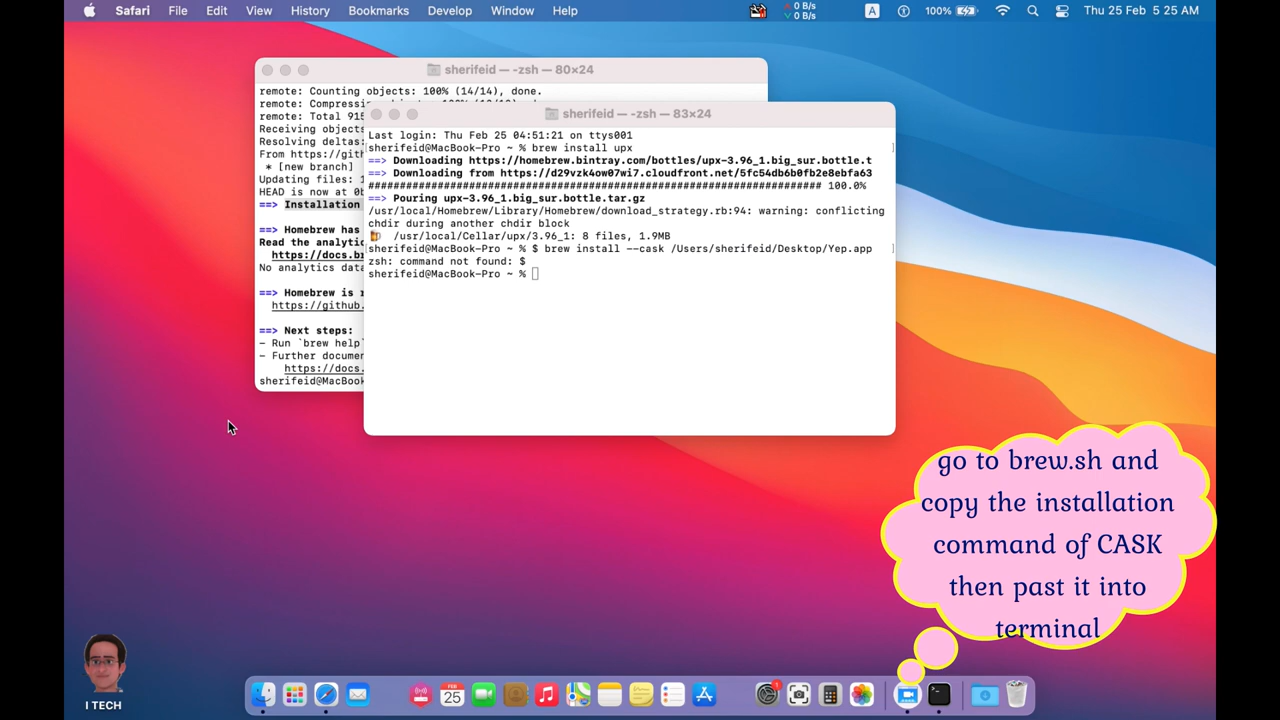 Safari File Edit View History Bookmarks Develop Window Help 0 B/s 0 B/s A 100% Thu 25 Feb 5 25 AM
sherifeid — -zsh — 80×24
remote: Counting objects: 100% (14/14), done.
remote: Compress
remote: Total 915
Receiving objects
Resolving deltas:
From https://gith
* [new branch]
Updating files: 1
HEAD is now at 0b
==> Installation
==> Homebrew has
Read the analytic
https://docs.br
No analytics data
==> Homebrew is r
https://github.
==> Next steps:
- Run `brew help`
- Further documen
https://docs.
sherifeid@MacBook
sherifeid — -zsh — 83×24
Last login: Thu Feb 25 04:51:21 on ttys001
[sherifeid@MacBook-Pro ~ % brew install upx ]
==> Downloading https://homebrew.bintray.com/bottles/upx-3.96_1.big_sur.bottle.t
==> Downloading from https://d29vzk4ow07wi7.cloudfront.net/5fc54db6b0fb2e8ebfa63
######################################################################## 100.0%
==> Pouring upx-3.96_1.big_sur.bottle.tar.gz
/usr/local/Homebrew/Library/Homebrew/download_strategy.rb:94: warning: conflicting
chdir during another chdir block
🍺 /usr/local/Cellar/upx/3.96_1: 8 files, 1.9MB
[sherifeid@MacBook-Pro ~ % $ brew install --cask /Users/sherifeid/Desktop/Yep.app ]
zsh: command not found: $
sherifeid@MacBook-Pro ~ %
go to brew.sh and
copy the installation
command of CASK
then past it into
terminal
I TECH
FEB
25
1